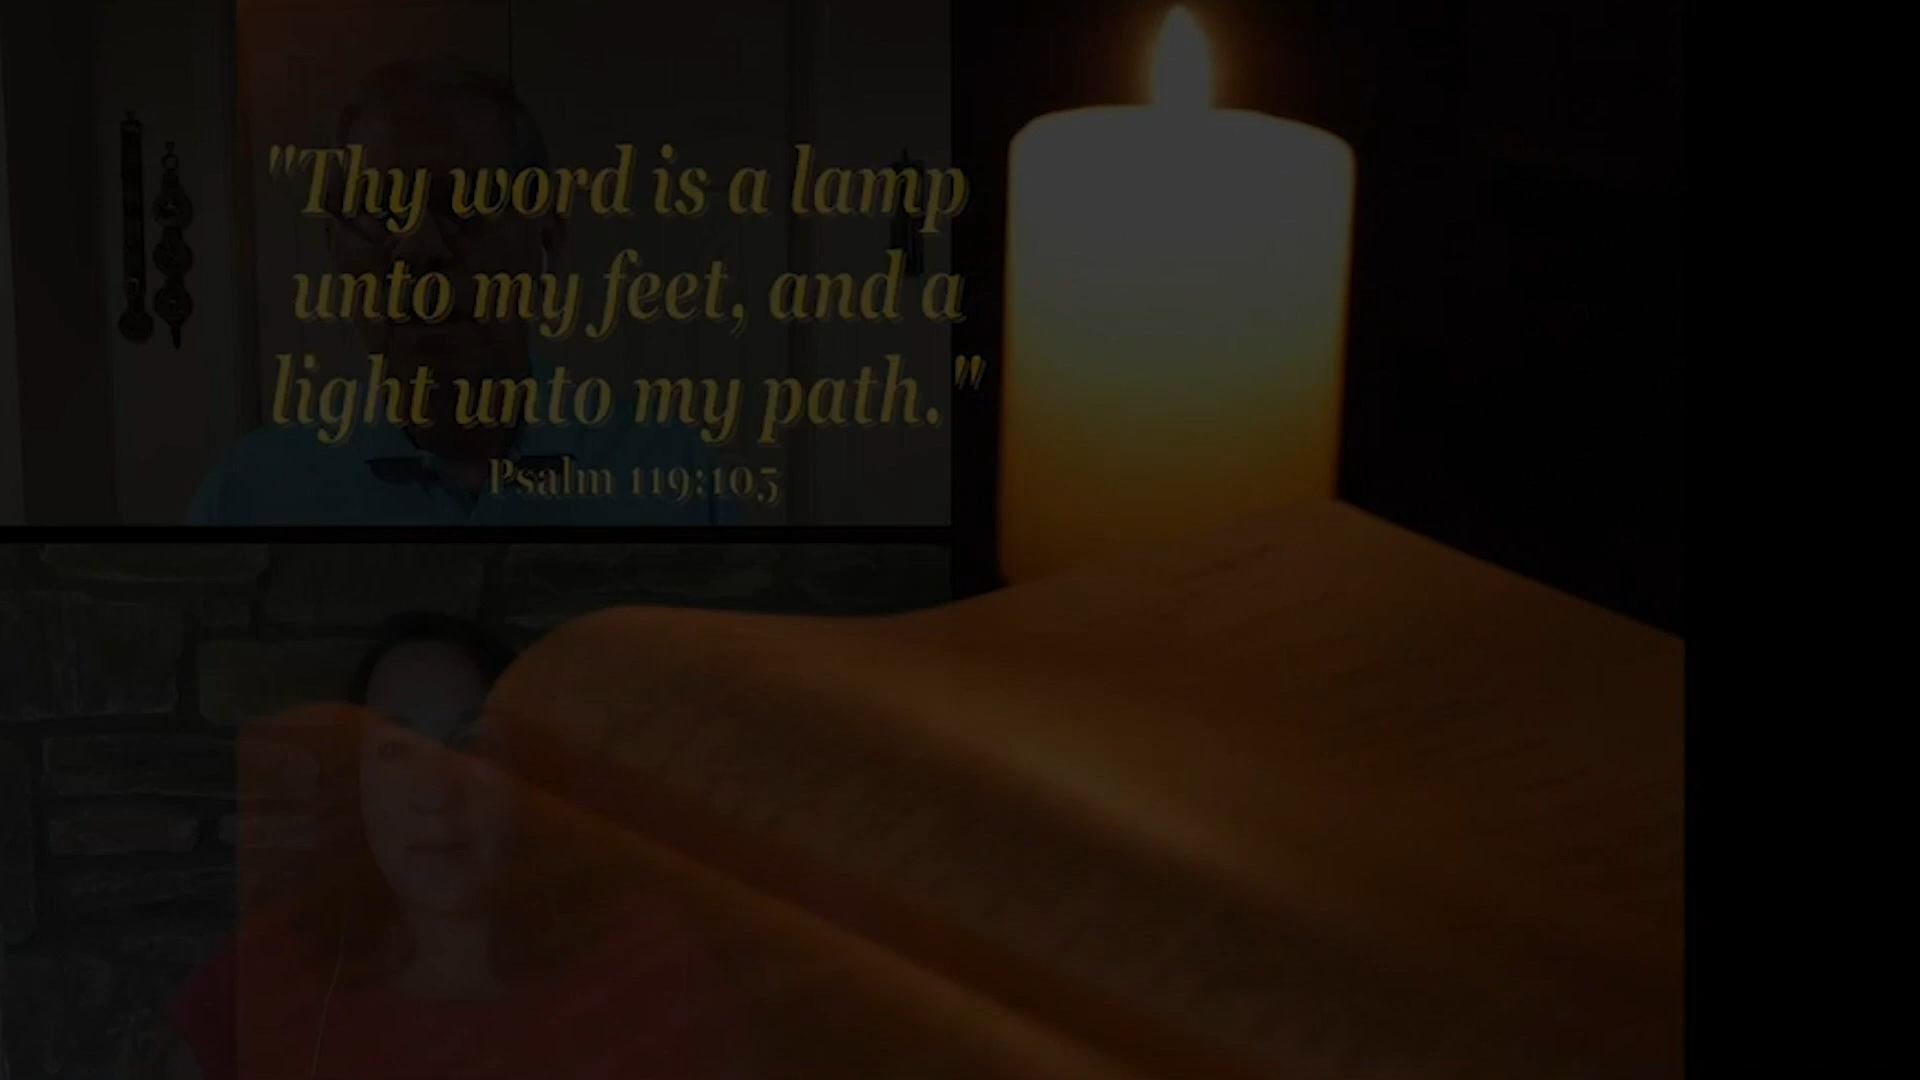 "Thy word is a lamp
unto my feet, and a
light unto my path."
Psalm 119:105